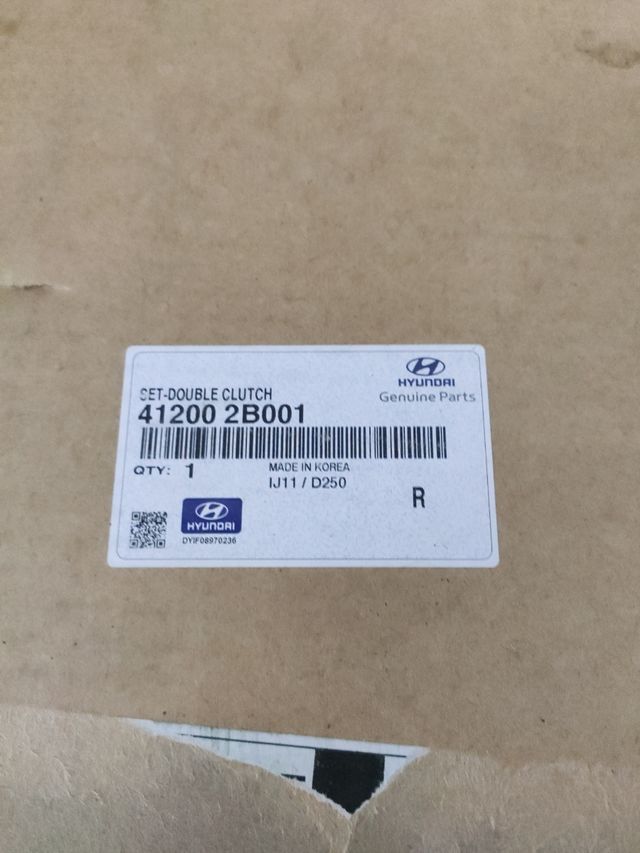 HYUNDAI
Genuine Parts
SET-DOUBLE CLUTCH
41200 2B001
QTY: 1
MADE IN KOREA
IJ11 / D250
R
HYUNDAI
DYIF08970236